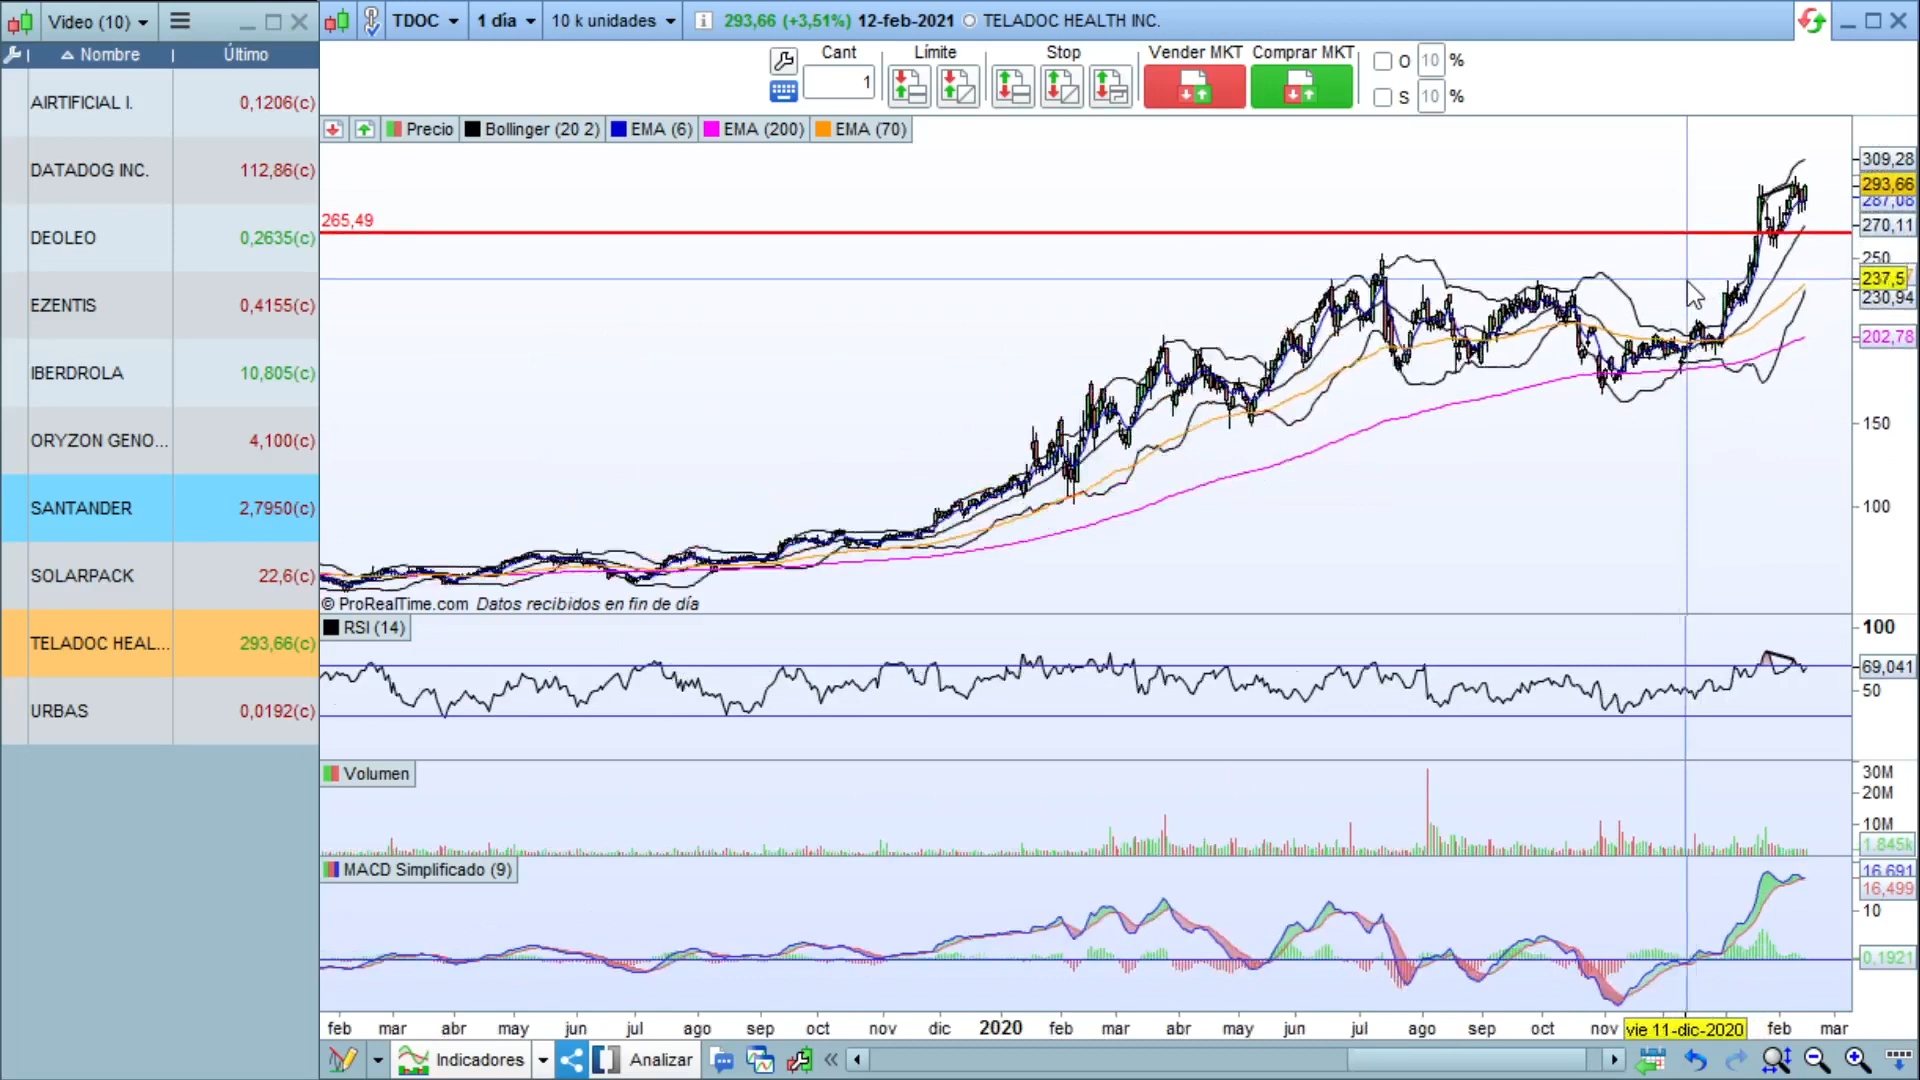 Video (10)
Nombre Último
AIRTIFICIAL I. 0,1206(c)
DATADOG INC. 112,86(c)
DEOLEO 0,2635(c)
EZENTIS 0,4155(c)
IBERDROLA 10,805(c)
ORYZON GENO... 4,100(c)
SANTANDER 2,7950(c)
SOLARPACK 22,6(c)
TELADOC HEAL... 293,66(c)
URBAS 0,0192(c)
TDOC 1 día 10 k unidades 293,66 (+3,51%) 12-feb-2021 TELADOC HEALTH INC.
Cant Límite Stop Vender MKT Comprar MKT
1
O 10 %
S 10 %
Precio Bollinger (20 2) EMA (6) EMA (200) EMA (70)
309,28
293,66
287,08
265,49
270,11
250
237,5
230,94
202,78
150
100
© ProRealTime.com Datos recibidos en fin de día
RSI (14)
100
69,041
50
Volumen
30M
20M
10M
1.845k
MACD Simplificado (9)
16,691
16,499
10
0,1921
feb mar abr may jun jul ago sep oct nov dic 2020 feb mar abr may jun jul ago sep oct nov vie 11-dic-2020 feb mar
Indicadores Analizar